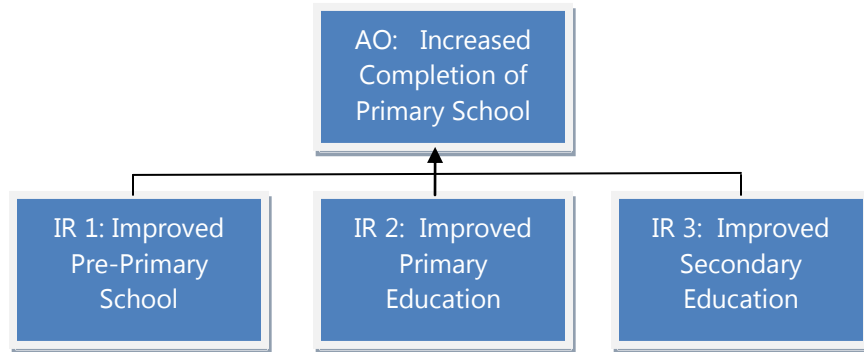 AO: Increased
Completion of
Primary School
IR 1: Improved
Pre-Primary
School
IR 2: Improved
Primary
Education
IR 3: Improved
Secondary
Education